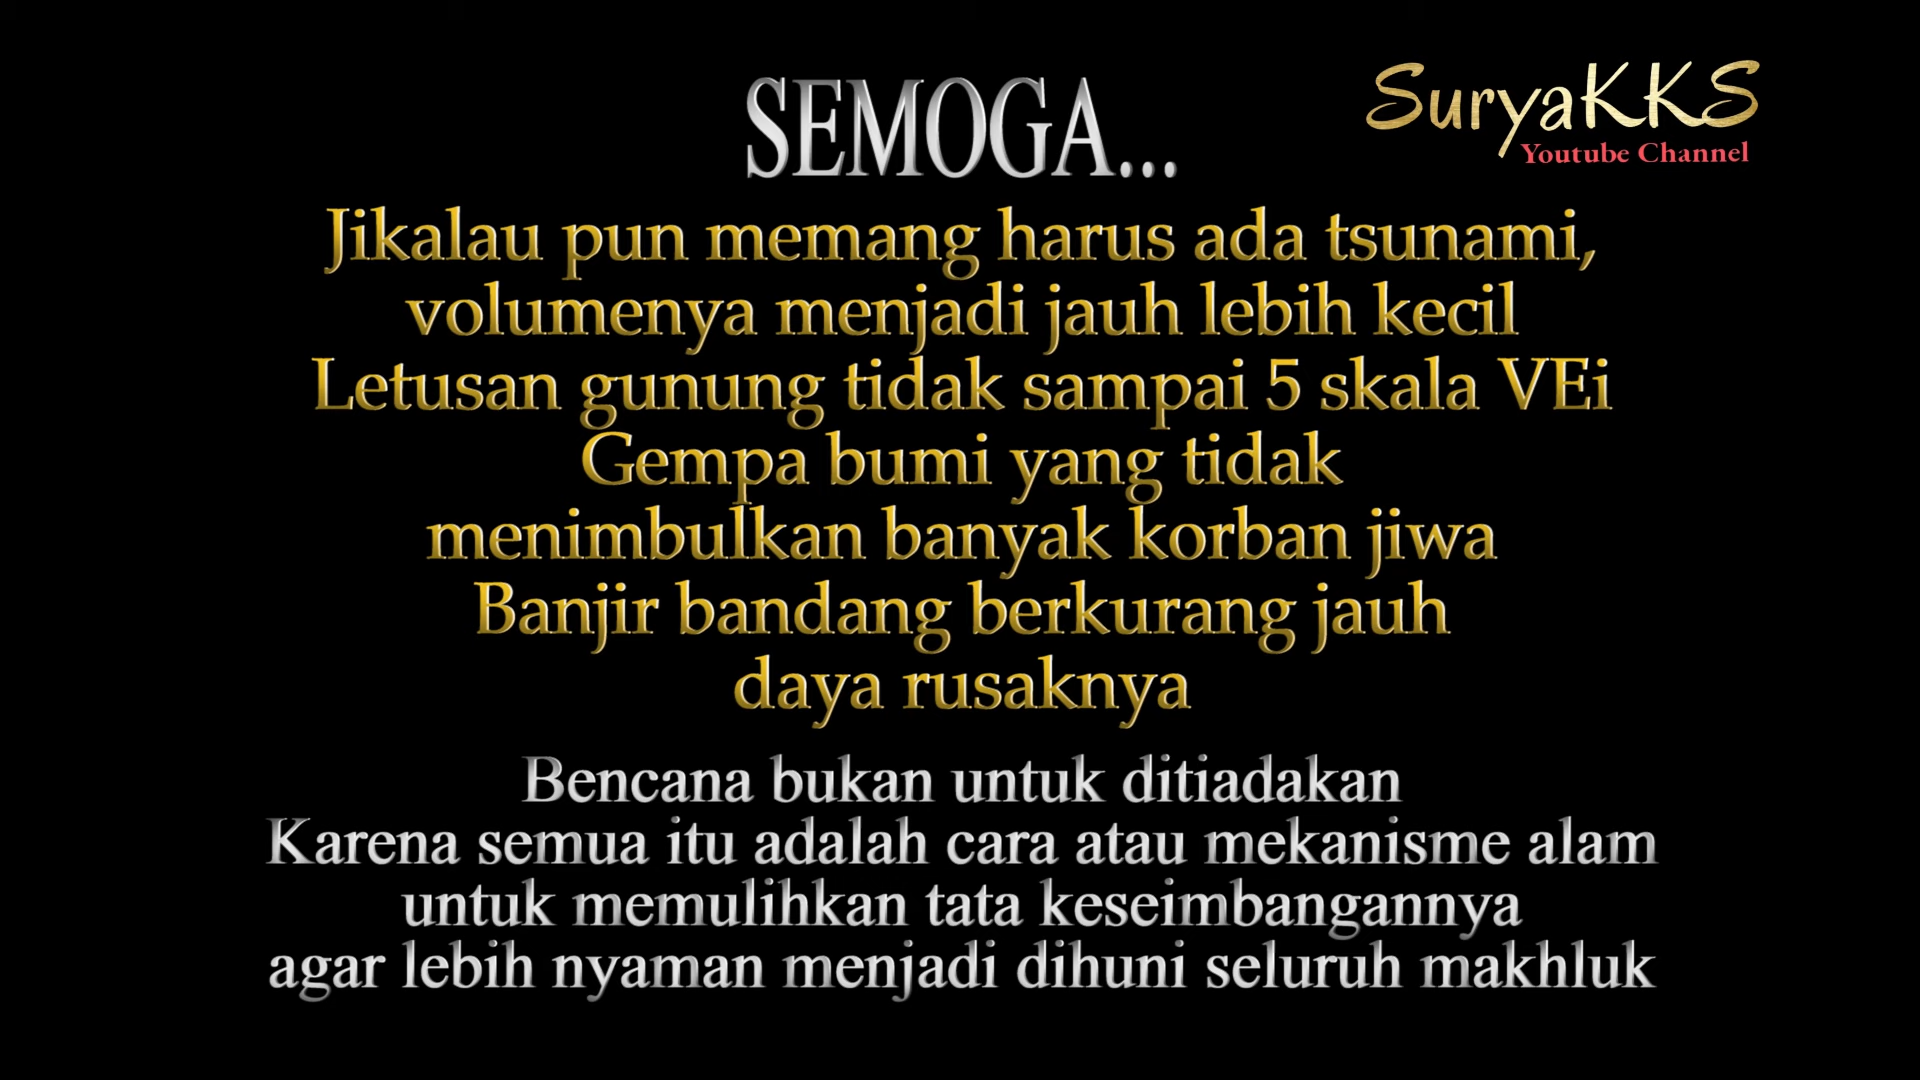 SEMOGA...
SuryaKKS
Youtube Channel
Jikalau pun memang harus ada tsunami,
volumenya menjadi jauh lebih kecil
Letusan gunung tidak sampai 5 skala VEi
Gempa bumi yang tidak
menimbulkan banyak korban jiwa
Banjir bandang berkurang jauh
daya rusaknya
Bencana bukan untuk ditiadakan
Karena semua itu adalah cara atau mekanisme alam
untuk memulihkan tata keseimbangannya
agar lebih nyaman menjadi dihuni seluruh makhluk